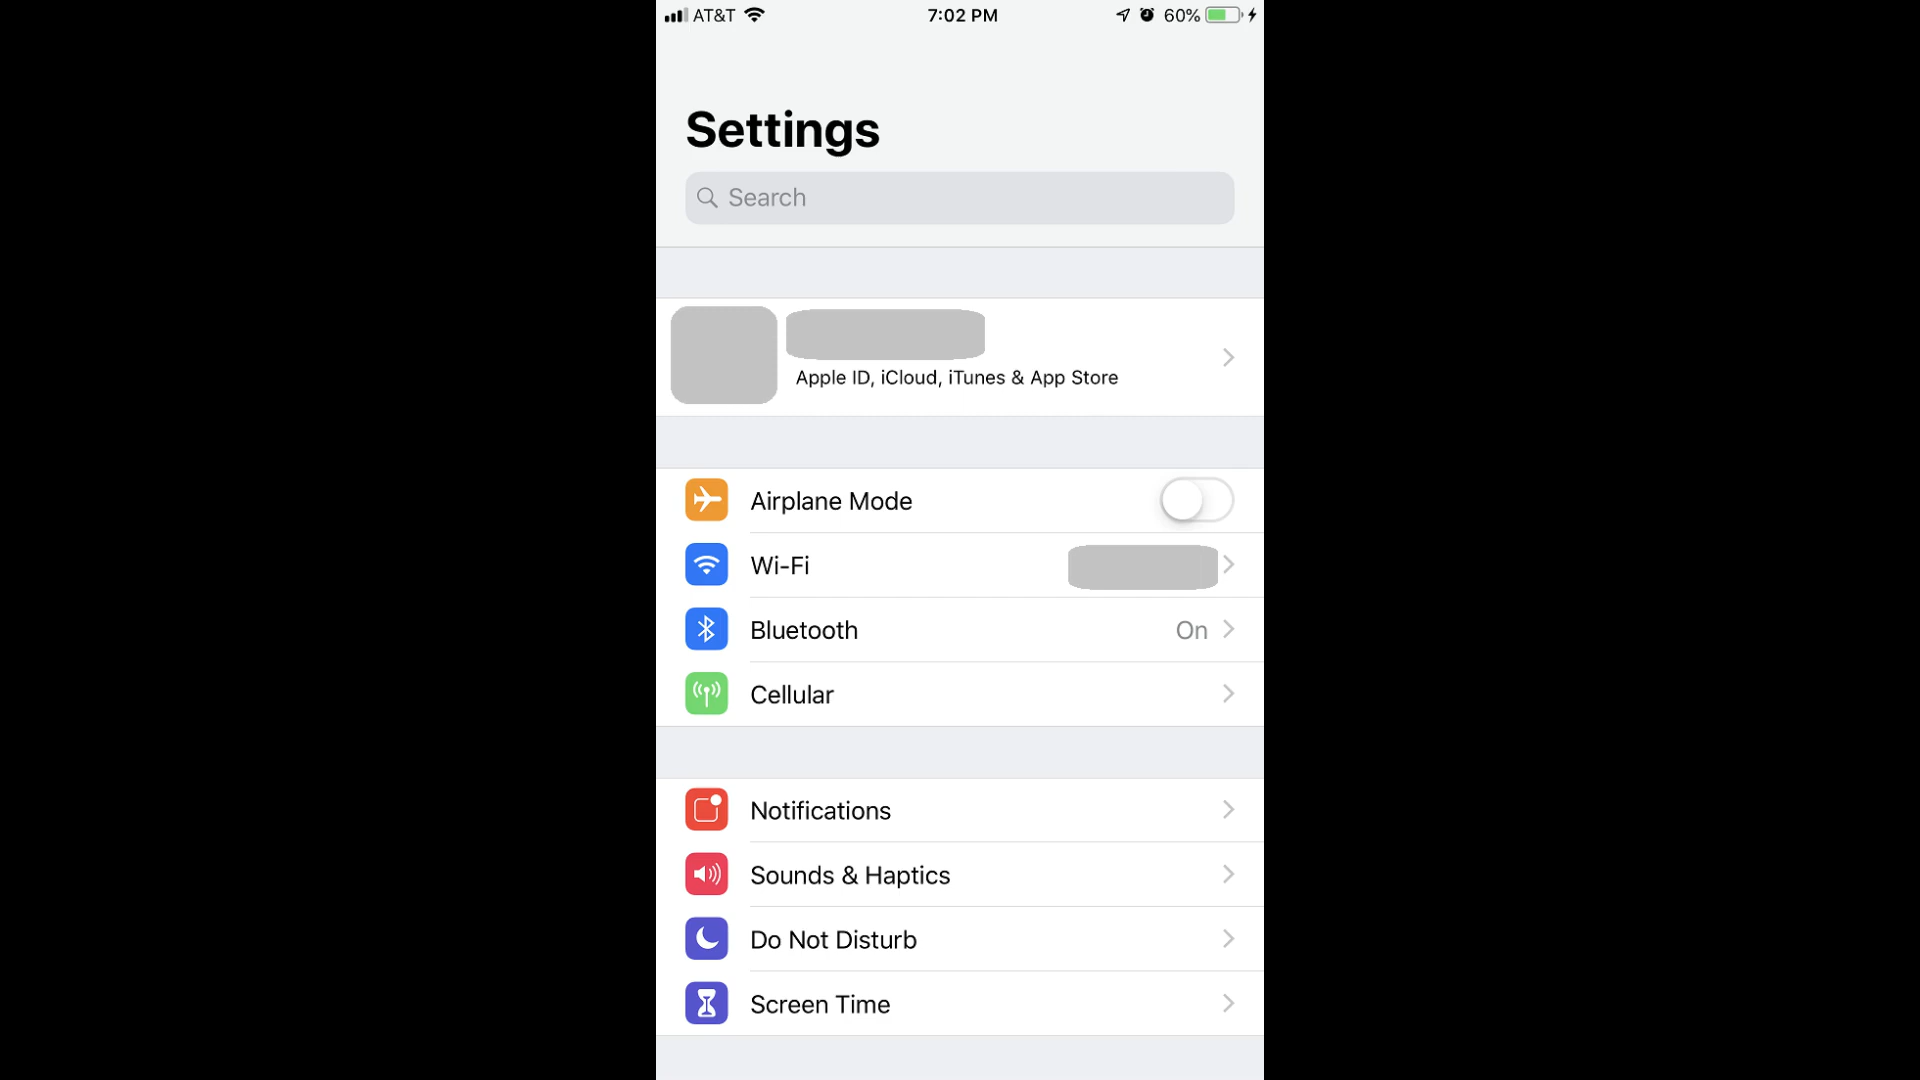 AT&T 7:02 PM 60%
Settings
Search
Apple ID, iCloud, iTunes & App Store
Airplane Mode
Wi-Fi
Bluetooth On
Cellular
Notifications
Sounds & Haptics
Do Not Disturb
Screen Time